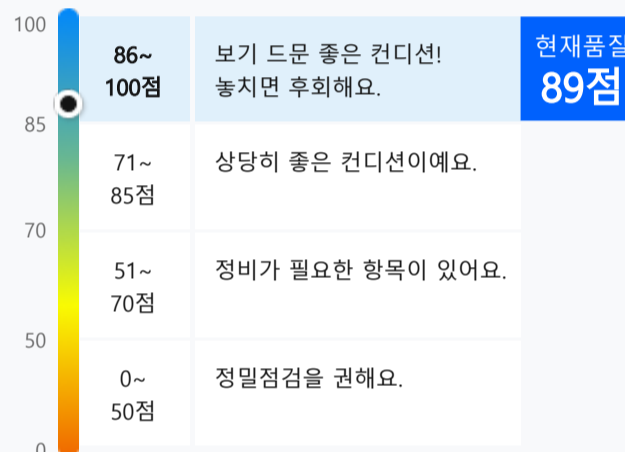 100
86~
100점
보기 드문 좋은 컨디션!
놓치면 후회해요.
현재품질
89점
85
71~
85점
상당히 좋은 컨디션이예요.
70
51~
70점
정비가 필요한 항목이 있어요.
50
0~
50점
정밀점검을 권해요.
0